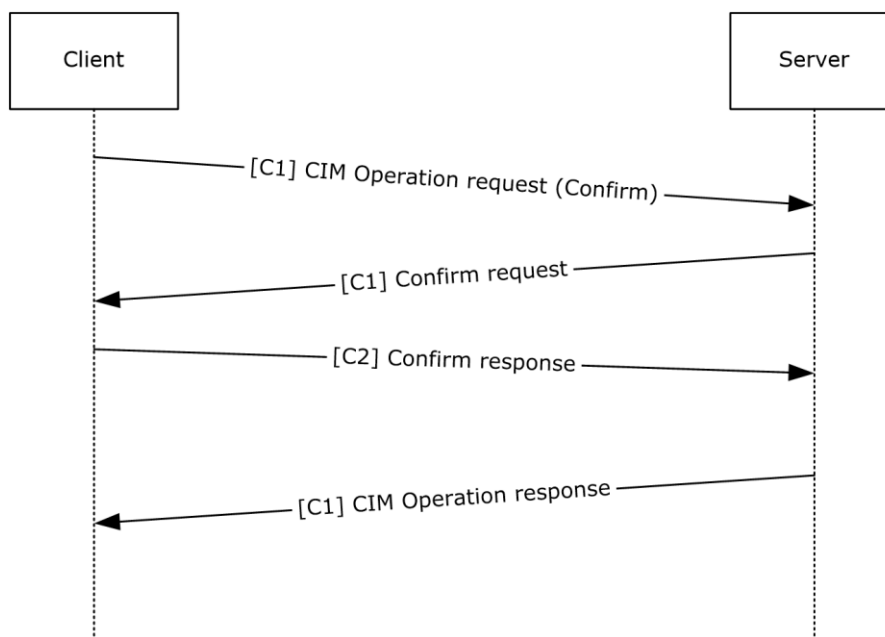 Client
Server
[C1] CIM Operation request (Confirm)
[C1] Confirm request
[C2] Confirm response
[C1] CIM Operation response